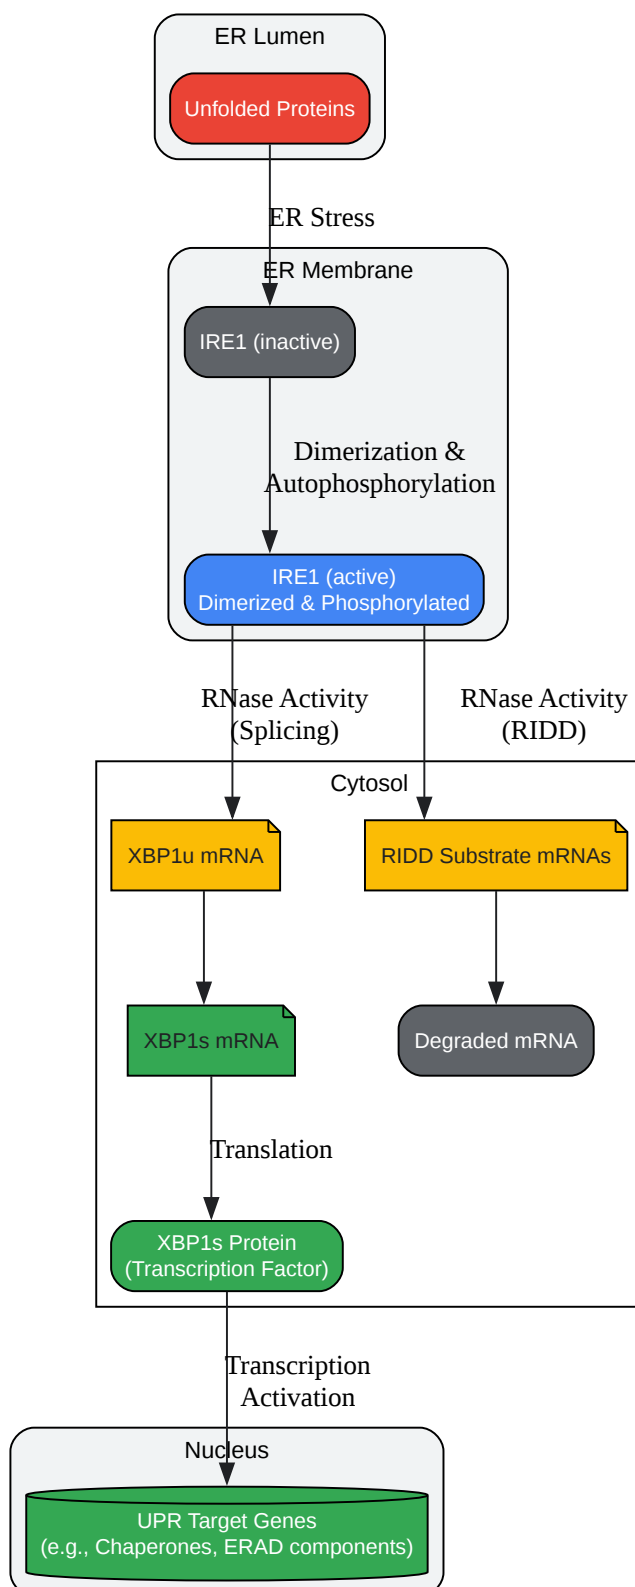 ER Lumen
Unfolded Proteins
ER Stress
ER Membrane
IRE1 (inactive)
Dimerization &
Autophosphorylation
IRE1 (active)
Dimerized & Phosphorylated
RNase Activity
(Splicing)
RNase Activity
(RIDD)
Cytosol
XBP1u mRNA
RIDD Substrate mRNAs
XBP1s mRNA
Degraded mRNA
Translation
XBP1s Protein
(Transcription Factor)
Transcription
Activation
Nucleus
UPR Target Genes
(e.g., Chaperones, ERAD components)